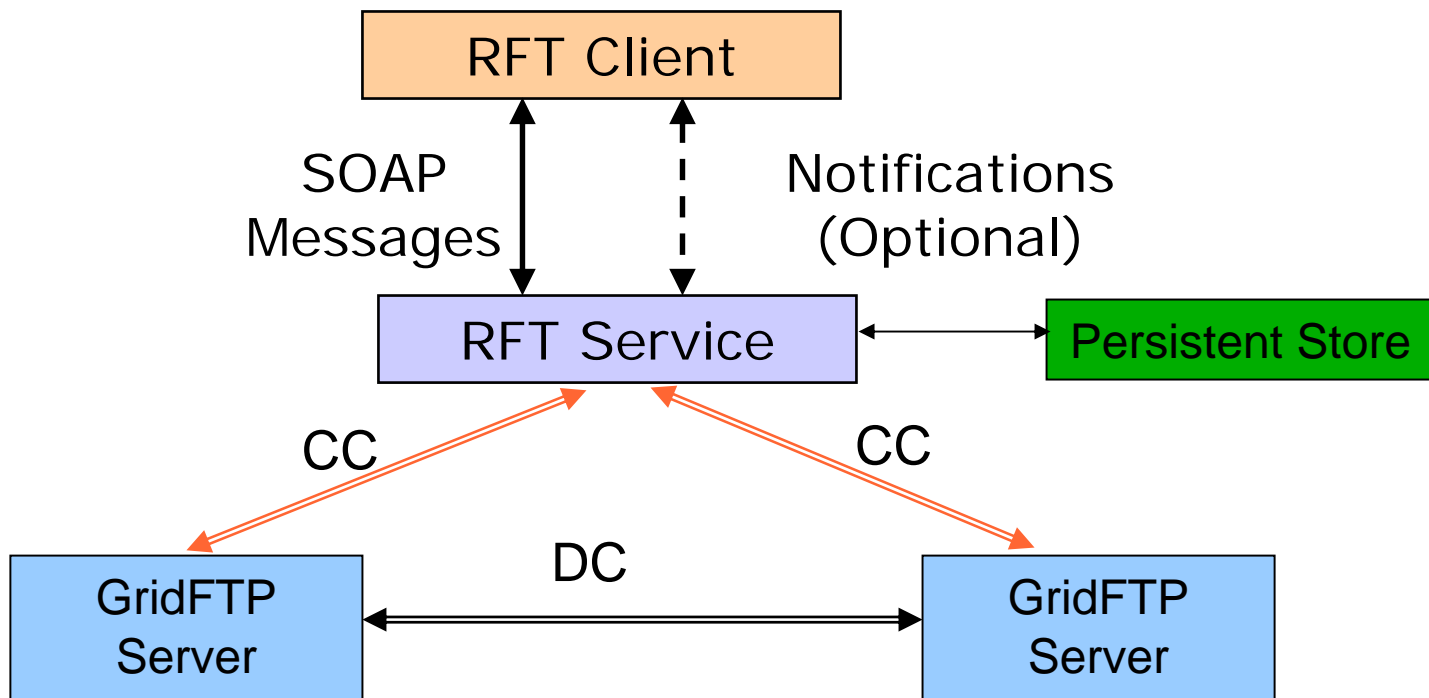 RFT Client
SOAP
Messages
Notifications
(Optional)
RFT Service
Persistent Store
CC
CC
DC
GridFTP
Server
GridFTP
Server